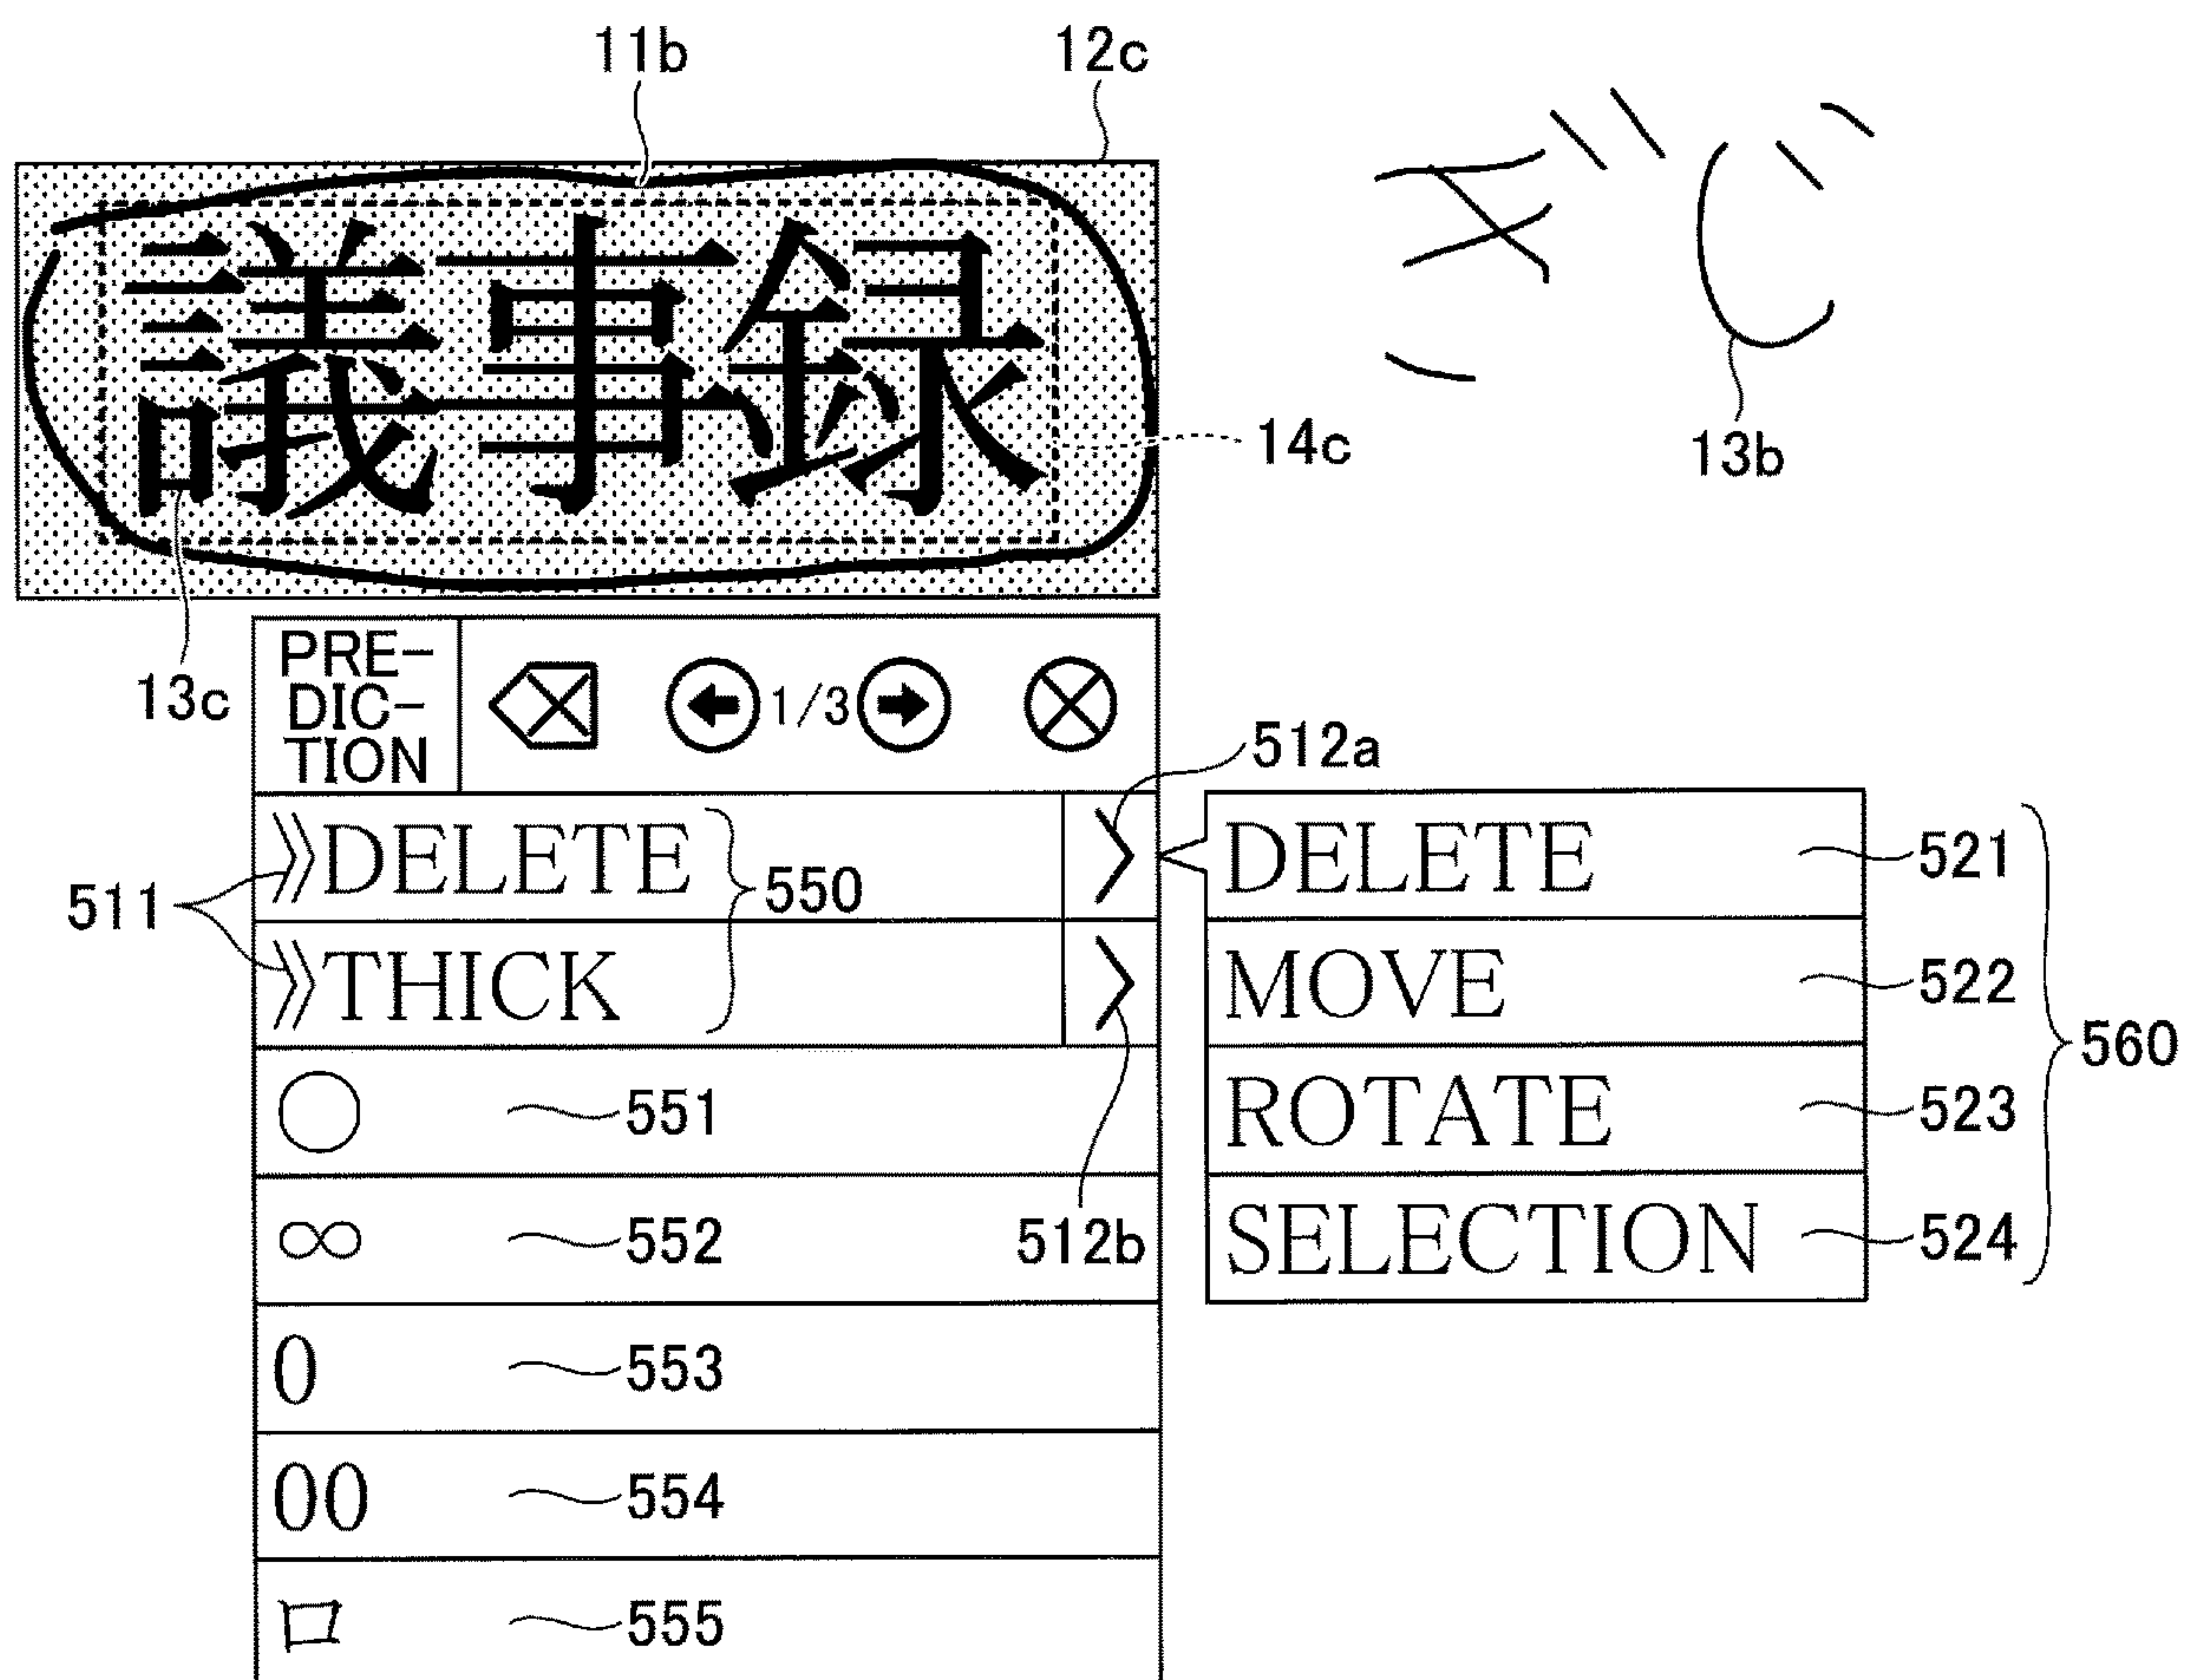 11b
12c
議事録
ぎじ
14c
13b
13c
PRE-
DIC-
TION
1/3
512a
511
DELETE
550
THICK
○ 551
∞ 552
512b
0 553
00 554
ロ 555
DELETE 521
MOVE 522
ROTATE 523
SELECTION 524
560